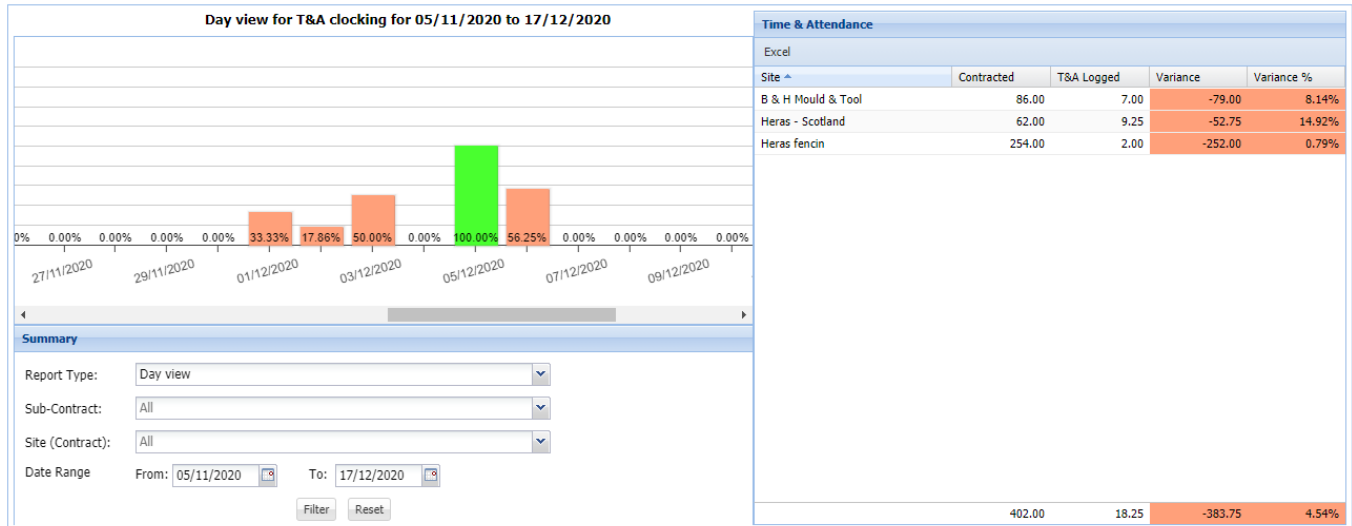 Day view for T&A clocking for 05/11/2020 to 17/12/2020
0% 0.00% 0.00% 0.00% 0.00% 33.33% 17.86% 50.00% 0.00% 100.00% 56.25% 0.00% 0.00% 0.00% 0.00%
27/11/2020 29/11/2020 01/12/2020 03/12/2020 05/12/2020 07/12/2020 09/12/2020
Summary
Report Type: Day view
Sub-Contract: All
Site (Contract): All
Date Range From: 05/11/2020 To: 17/12/2020
Filter Reset
Time & Attendance
Excel
Site Contracted T&A Logged Variance Variance %
B & H Mould & Tool 86.00 7.00 -79.00 8.14%
Heras - Scotland 62.00 9.25 -52.75 14.92%
Heras fencin 254.00 2.00 -252.00 0.79%
402.00 18.25 -383.75 4.54%